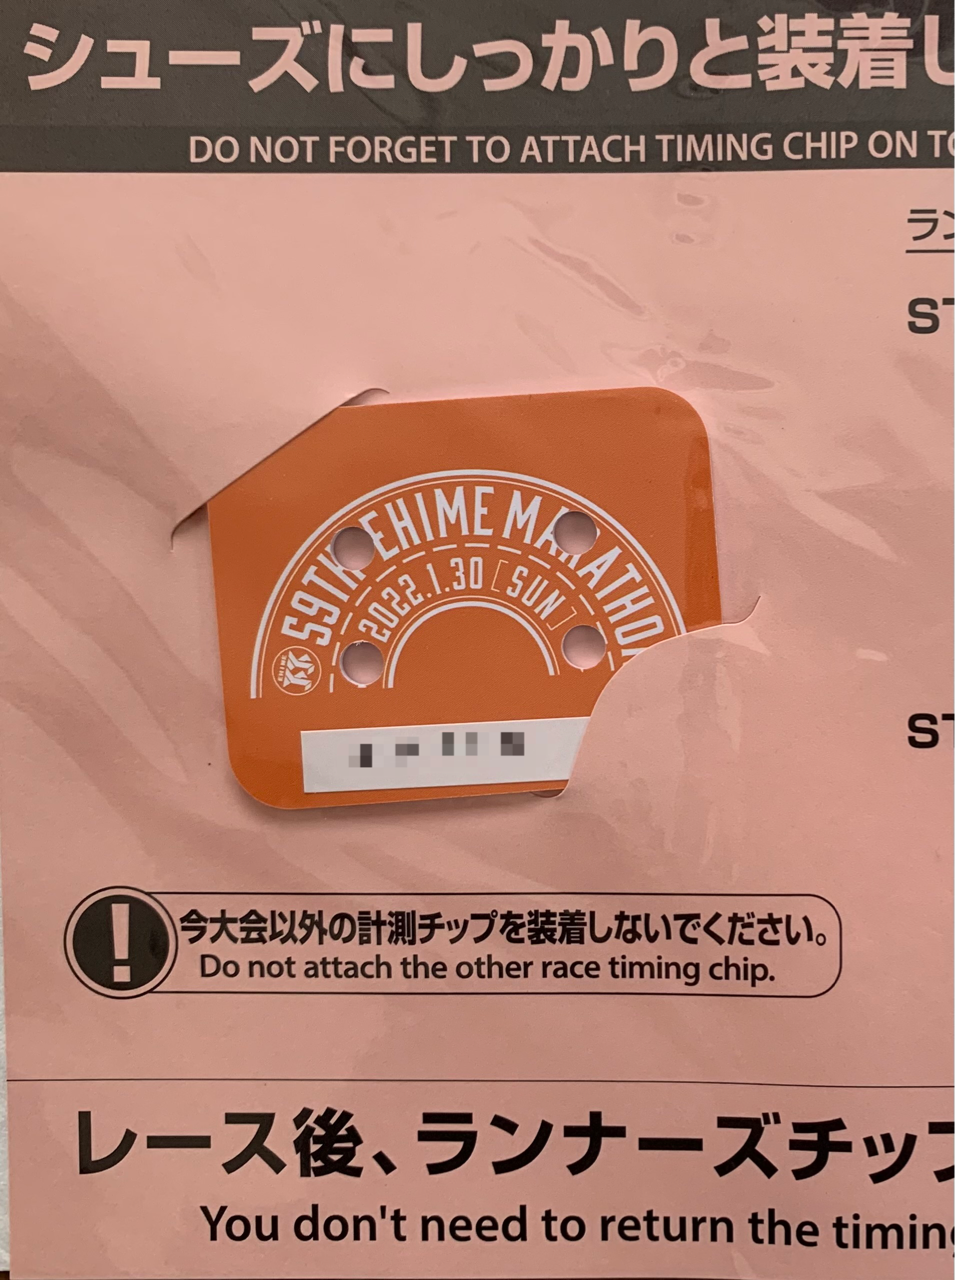 シューズにしっかりと装着し
DO NOT FORGET TO ATTACH TIMING CHIP ON TO
ラン
ST
59TH EHIME MARATHON
2022.1.30 [SUN]
EHIME
ST
今大会以外の計測チップを装着しないでください。
Do not attach the other race timing chip.
レース後、ランナーズチップ
You don't need to return the timing